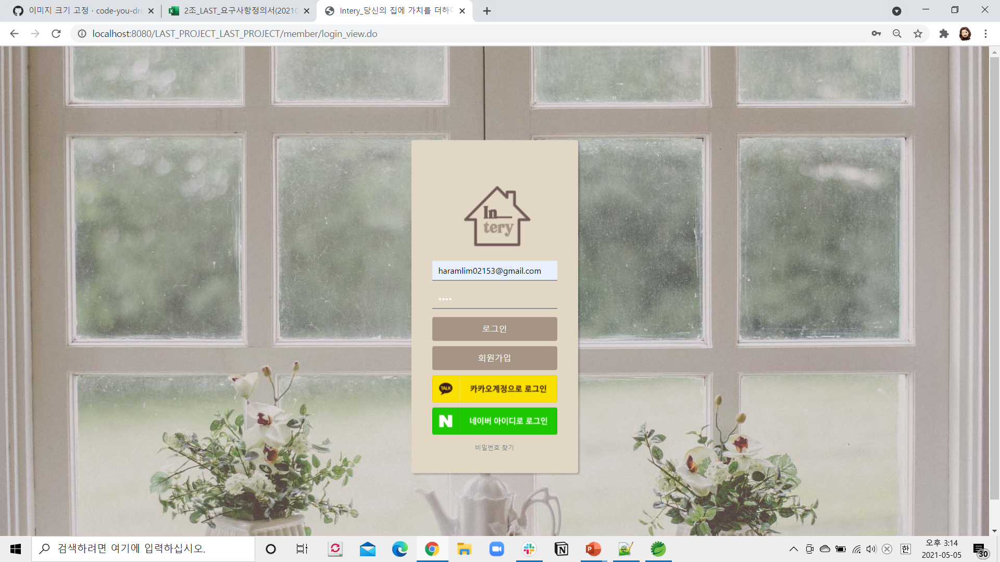 이미지 크기 고정 · code-you-dre
2조_LAST_요구사항정의서(20210
Intery_당신의 집에 가치를 더하다
localhost:8080/LAST_PROJECT_LAST_PROJECT/member/login_view.do
In
tery
haramlim02153@gmail.com
로그인
회원가입
TALK
카카오계정으로 로그인
N
네이버 아이디로 로그인
비밀번호 찾기
검색하려면 여기에 입력하십시오.
한
오후 3:14
2021-05-05
30